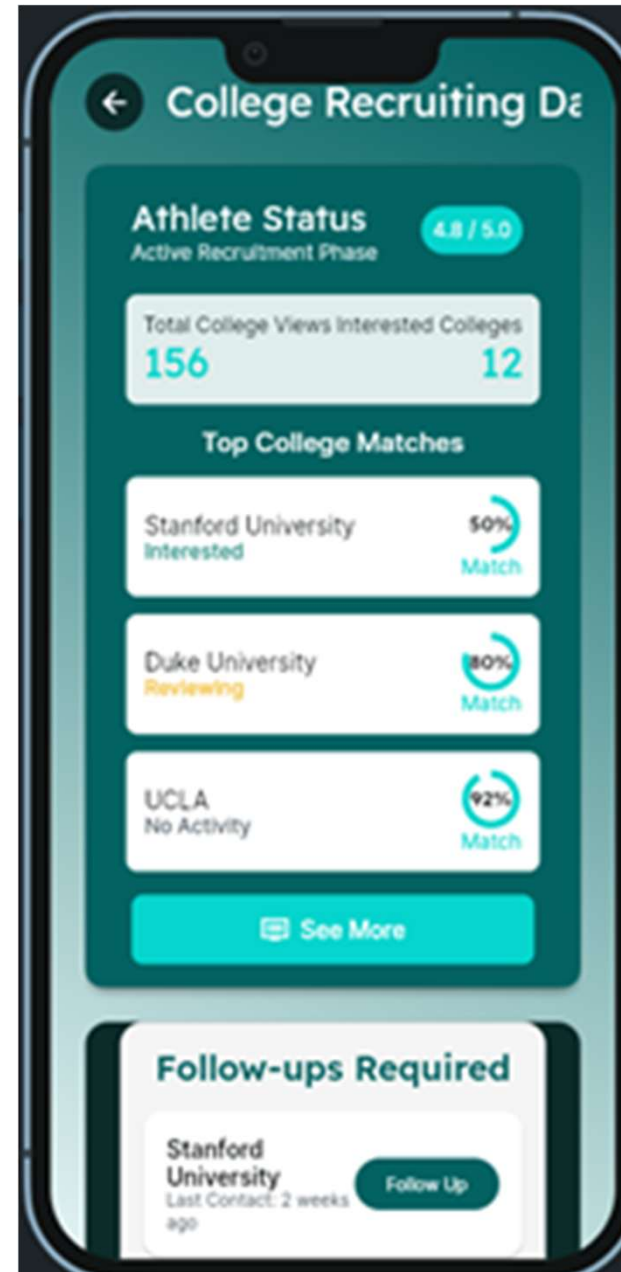 College Recruiting Da
Athlete Status
4.8 / 5.0
Active Recruitment Phase
Total College Views Interested Colleges
156 12
Top College Matches
Stanford University
Interested
50%
Match
Duke University
Reviewing
80%
Match
UCLA
No Activity
92%
Match
See More
Follow-ups Required
Stanford
University
Last Contact: 2 weeks
ago
Follow Up